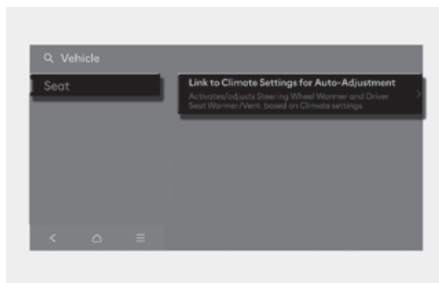 Vehicle
Seat
Link to Climate Settings for Auto-Adjustment
Activates/adjusts Steering Wheel Warmer and Driver
Seat Warmer/Vent. based on Climate settings